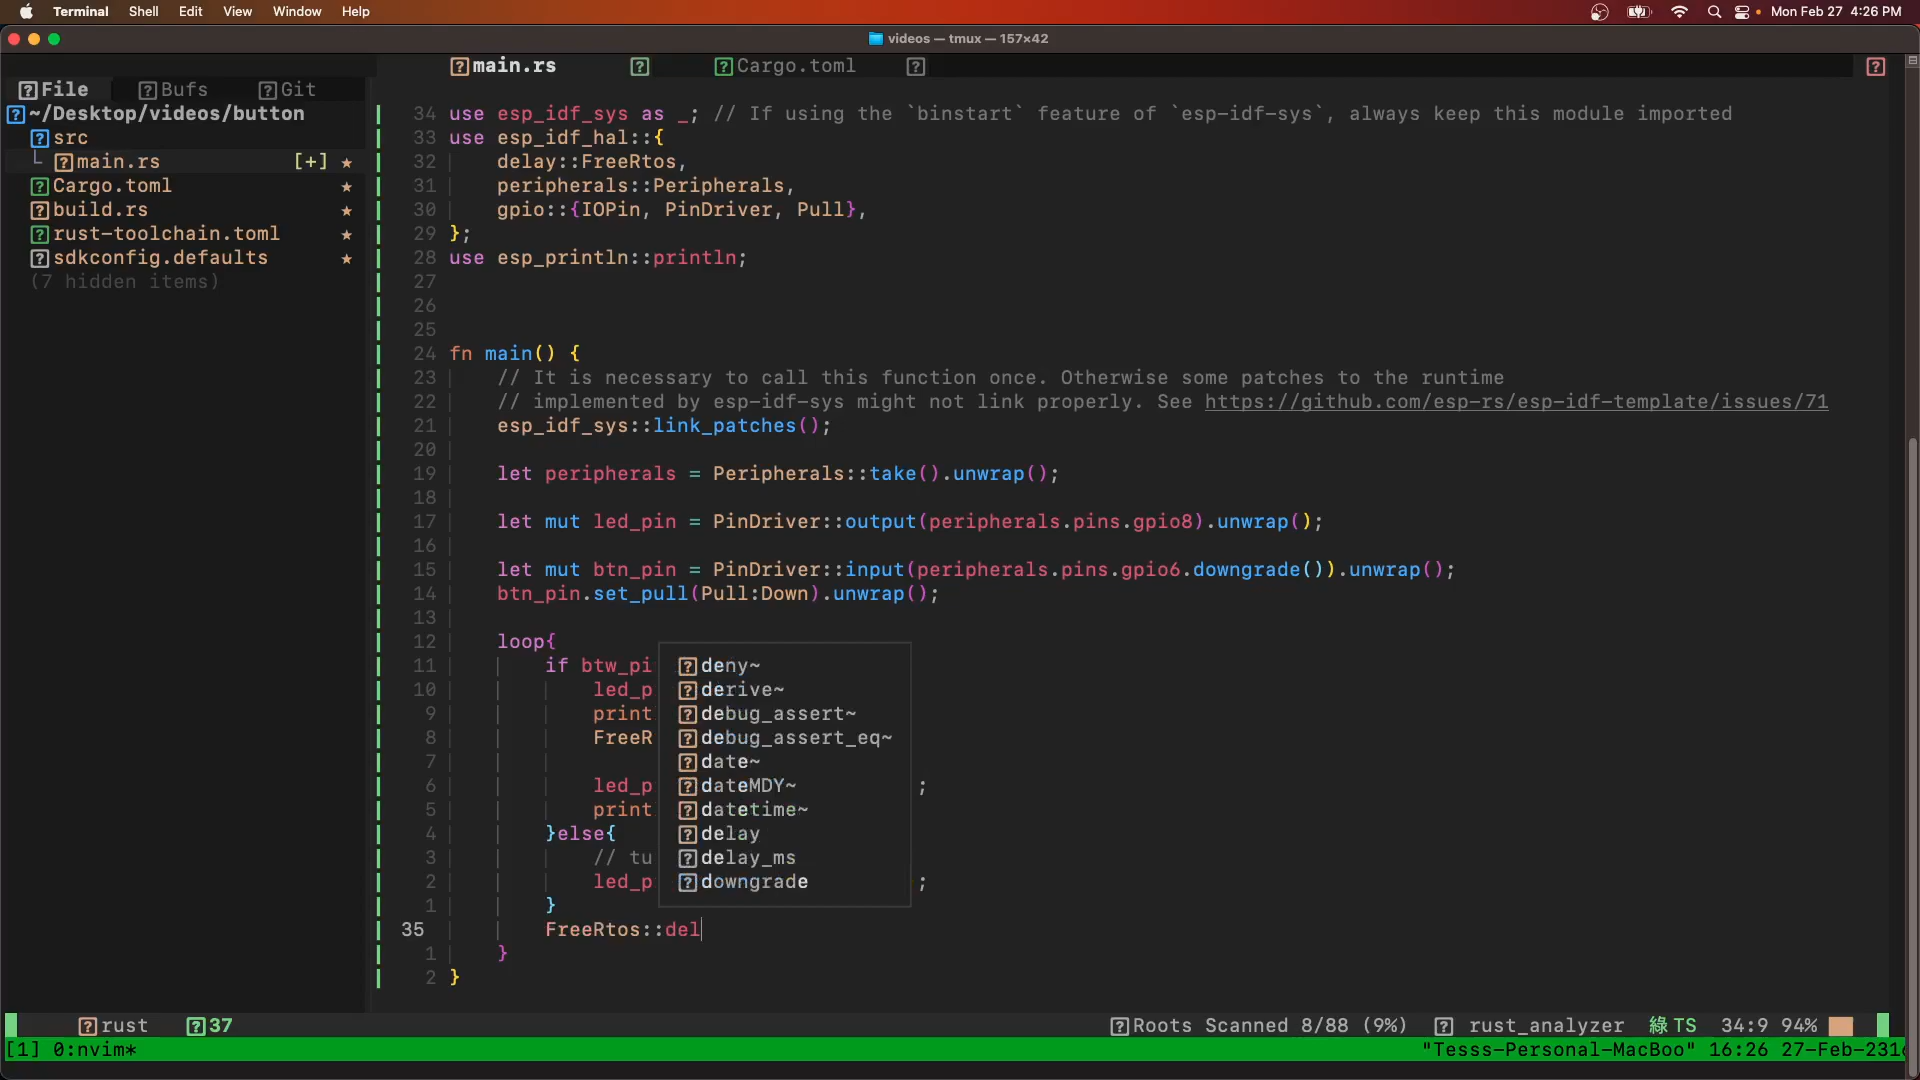 Terminal Shell Edit View Window Help Mon Feb 27 4:26 PM
videos — tmux — 157×42
main.rs Cargo.toml
File Bufs Git
~/Desktop/videos/button
src
main.rs [+] ★
Cargo.toml ★
build.rs ★
rust-toolchain.toml ★
sdkconfig.defaults ★
(7 hidden items)
34 use esp_idf_sys as _; // If using the `binstart` feature of `esp-idf-sys`, always keep this module imported
33 use esp_idf_hal::{
32 delay::FreeRtos,
31 peripherals::Peripherals,
30 gpio::{IOPin, PinDriver, Pull},
29 };
28 use esp_println::println;
27
26
25
24 fn main() {
23 // It is necessary to call this function once. Otherwise some patches to the runtime
22 // implemented by esp-idf-sys might not link properly. See https://github.com/esp-rs/esp-idf-template/issues/71
21 esp_idf_sys::link_patches();
20
19 let peripherals = Peripherals::take().unwrap();
18
17 let mut led_pin = PinDriver::output(peripherals.pins.gpio8).unwrap();
16
15 let mut btn_pin = PinDriver::input(peripherals.pins.gpio6.downgrade()).unwrap();
14 btn_pin.set_pull(Pull:Down).unwrap();
13
12 loop{
11 if btw_pi deny~
10 led_p derive~
9 print debug_assert~
8 FreeR debug_assert_eq~
7 date~
6 led_p dateMDY~ ;
5 print datetime~
4 }else{ delay
3 // tu delay_ms
2 led_p downgrade ;
1 }
35 FreeRtos::del
1 }
2 }
rust 37 Roots Scanned 8/88 (9%) rust_analyzer 綠 TS 34:9 94%
[1] 0:nvim* "Tesss-Personal-MacBoo" 16:26 27-Feb-23